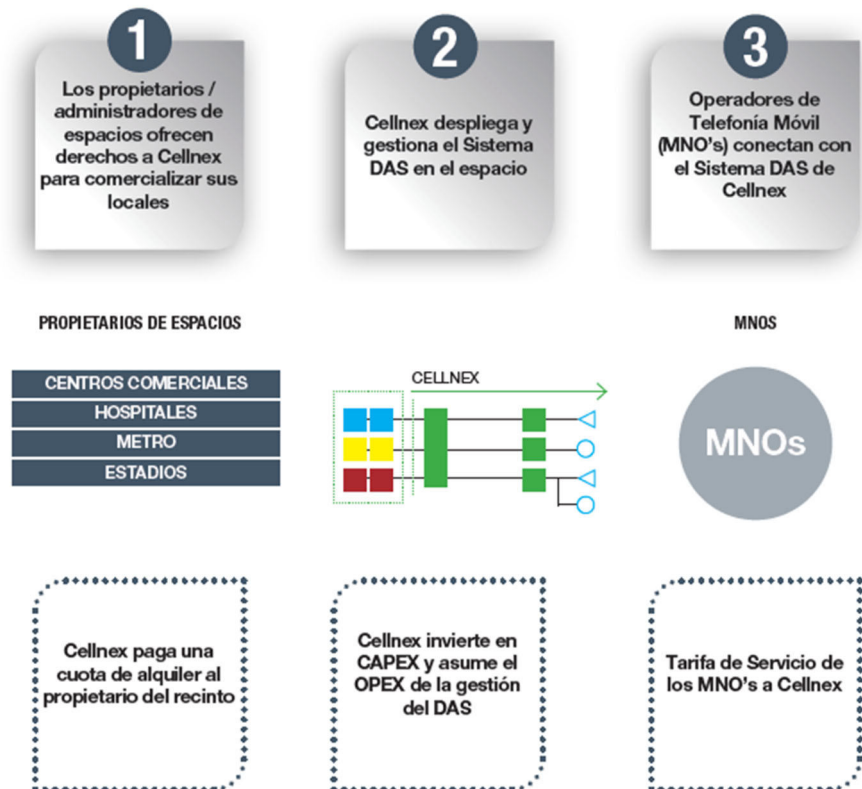 1
Los propietarios /
administradores de
espacios ofrecen
derechos a Cellnex
para comercializar sus
locales
2
Cellnex despliega y
gestiona el Sistema
DAS en el espacio
3
Operadores de
Telefonía Móvil
(MNO's) conectan con
el Sistema DAS de
Cellnex
PROPIETARIOS DE ESPACIOS
CENTROS COMERCIALES
HOSPITALES
METRO
ESTADIOS
CELLNEX
MNOS
MNOs
Cellnex paga una
cuota de alquiler al
propietario del recinto
Cellnex invierte en
CAPEX y asume el
OPEX de la gestión
del DAS
Tarifa de Servicio de
los MNO's a Cellnex